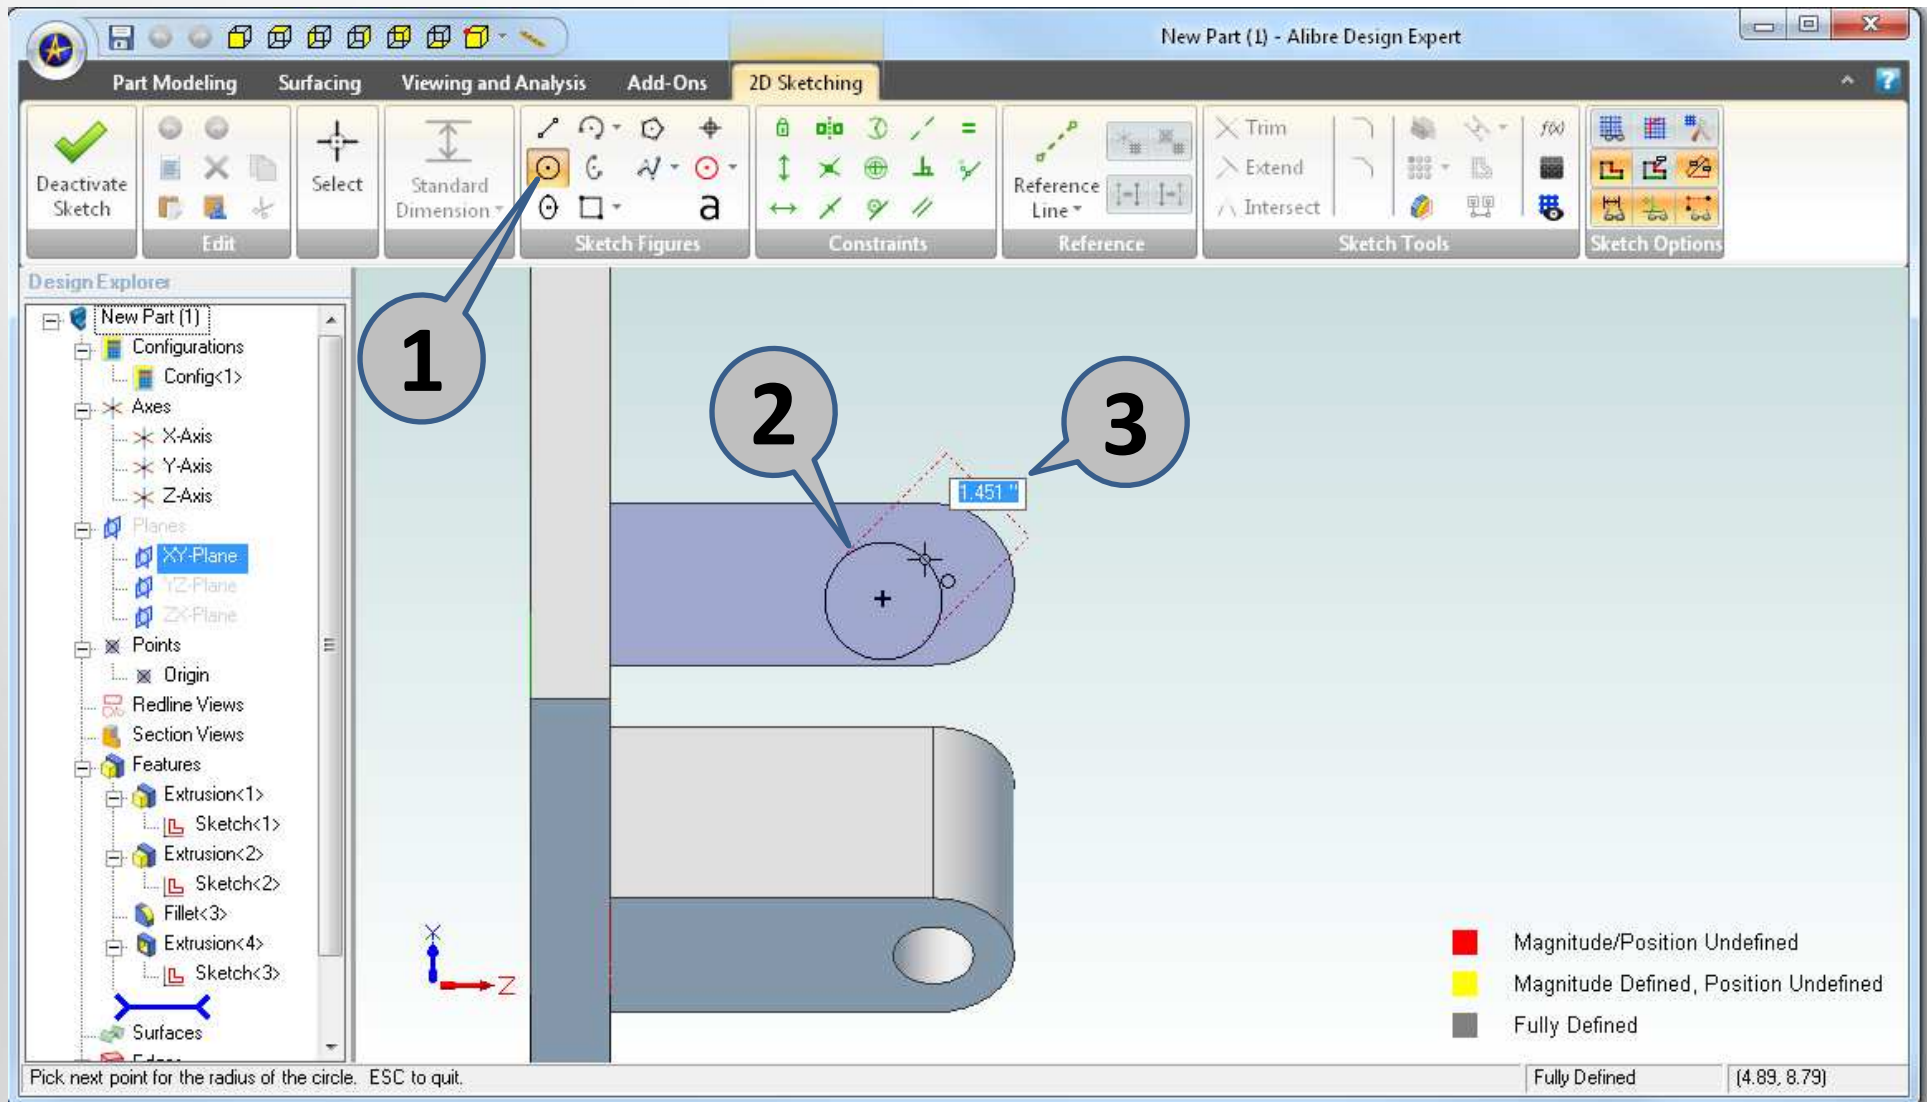 New Part (1) - Alibre Design Expert
Part Modeling Surfacing Viewing and Analysis Add-Ons 2D Sketching
Deactivate Sketch
Edit
Select
Standard Dimension
a
Sketch Figures
Constraints
Reference Line
Reference
Trim
Extend
Intersect
f(x)
Sketch Tools
Sketch Options
Design Explorer
New Part (1)
Configurations
Config<1>
Axes
X-Axis
Y-Axis
Z-Axis
Planes
XY-Plane
YZ-Plane
ZX-Plane
Points
Origin
Redline Views
Section Views
Features
Extrusion<1>
Sketch<1>
Extrusion<2>
Sketch<2>
Fillet<3>
Extrusion<4>
Sketch<3>
Surfaces
1
2
3
1.451 "
Z
Magnitude/Position Undefined
Magnitude Defined, Position Undefined
Fully Defined
Pick next point for the radius of the circle. ESC to quit.
Fully Defined
(4.89, 8.79)